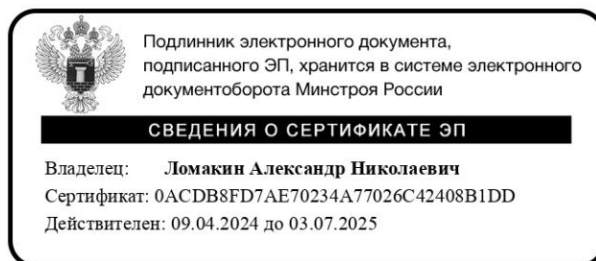 Подлинник электронного документа,
подписанного ЭП, хранится в системе электронного
документоборота Минстроя России
СВЕДЕНИЯ О СЕРТИФИКАТЕ ЭП
Владелец: Ломакин Александр Николаевич
Сертификат: 0ACDB8FD7AE70234A77026C42408B1DD
Действителен: 09.04.2024 до 03.07.2025